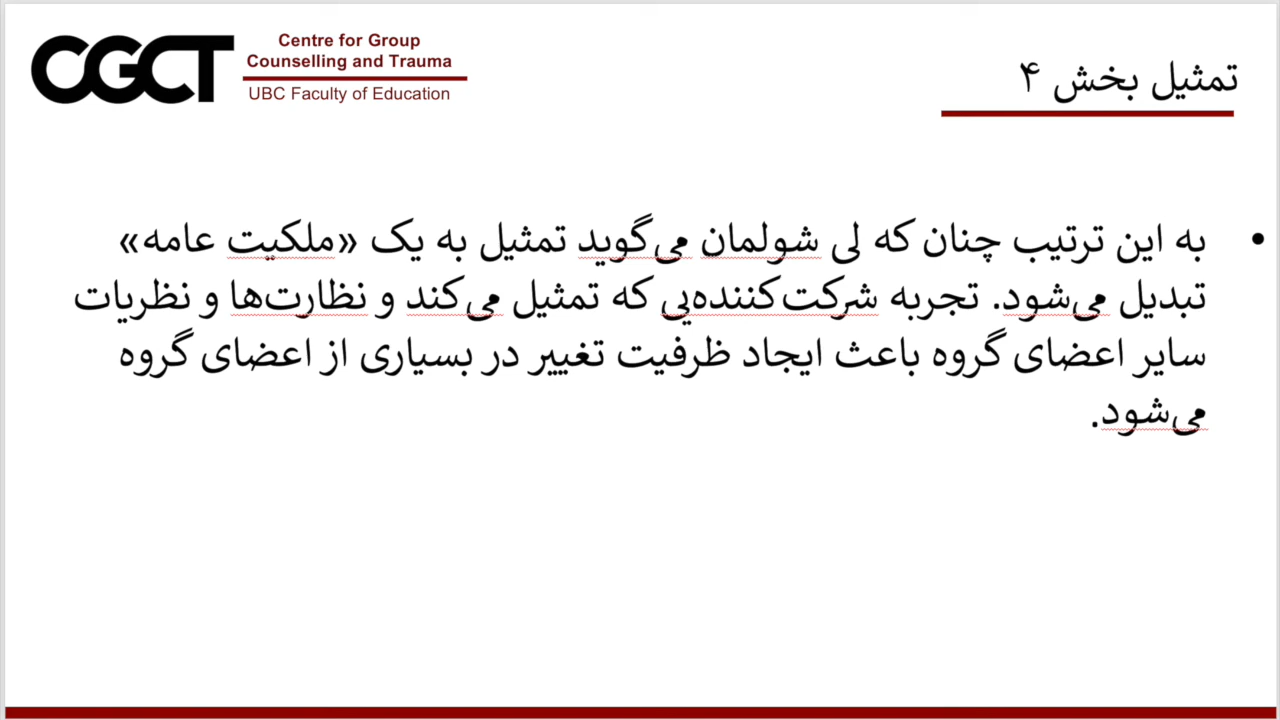 CGCT
Centre for Group
Counselling and Trauma
UBC Faculty of Education
تمثیل بخش ۴
• به این ترتیب چنان که لی شولمان می‌گوید تمثیل به یک «ملکیت عامه»
تبدیل می‌شود. تجربه شرکت‌کننده‌یی که تمثیل می‌کند و نظارت‌ها و نظریات
سایر اعضای گروه باعث ایجاد ظرفیت تغییر در بسیاری از اعضای گروه
می‌شود.